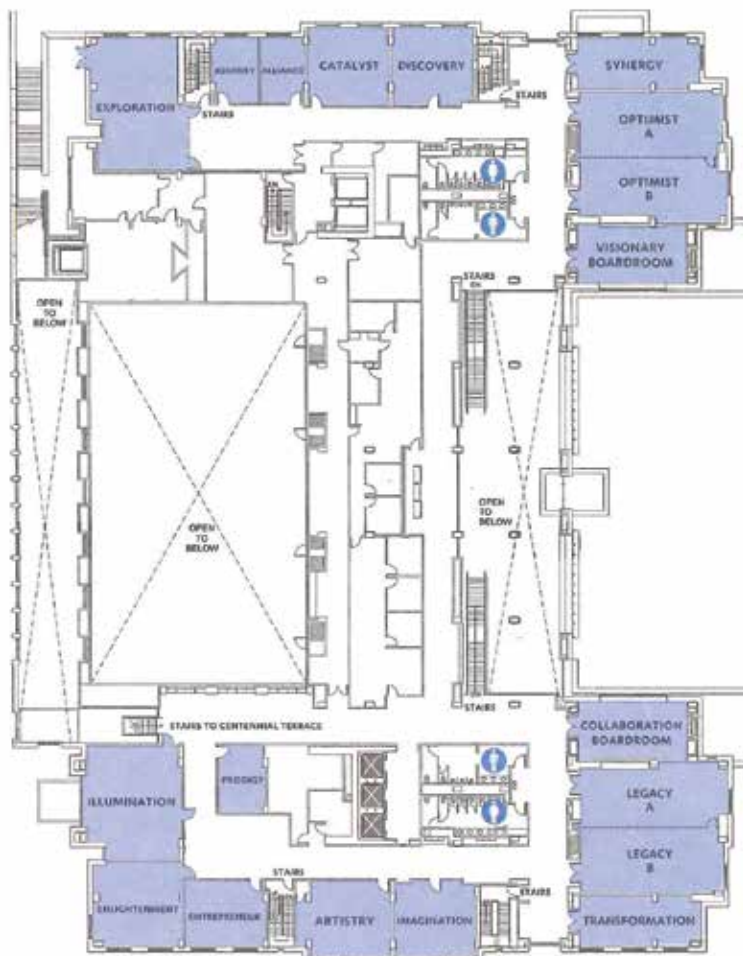 CATALYST
DISCOVERY
SYNERGY
ALLIANCE
STAIRS
EXPLORATION
STAIRS
OPTIMIST
A
OPTIMIST
B
VISIONARY
BOARDROOM
STAIRS
DN
OPEN
TO
BELOW
OPEN
TO
BELOW
OPEN
TO
BELOW
STAIRS
STAIRS TO CENTENNIAL TERRACE
COLLABORATION
BOARDROOM
PRODIGY
ILLUMINATION
LEGACY
A
LEGACY
B
STAIRS
STAIRS
ENLIGHTENMENT
ENTREPRENEUR
ARTISTRY
IMAGINATION
TRANSFORMATION